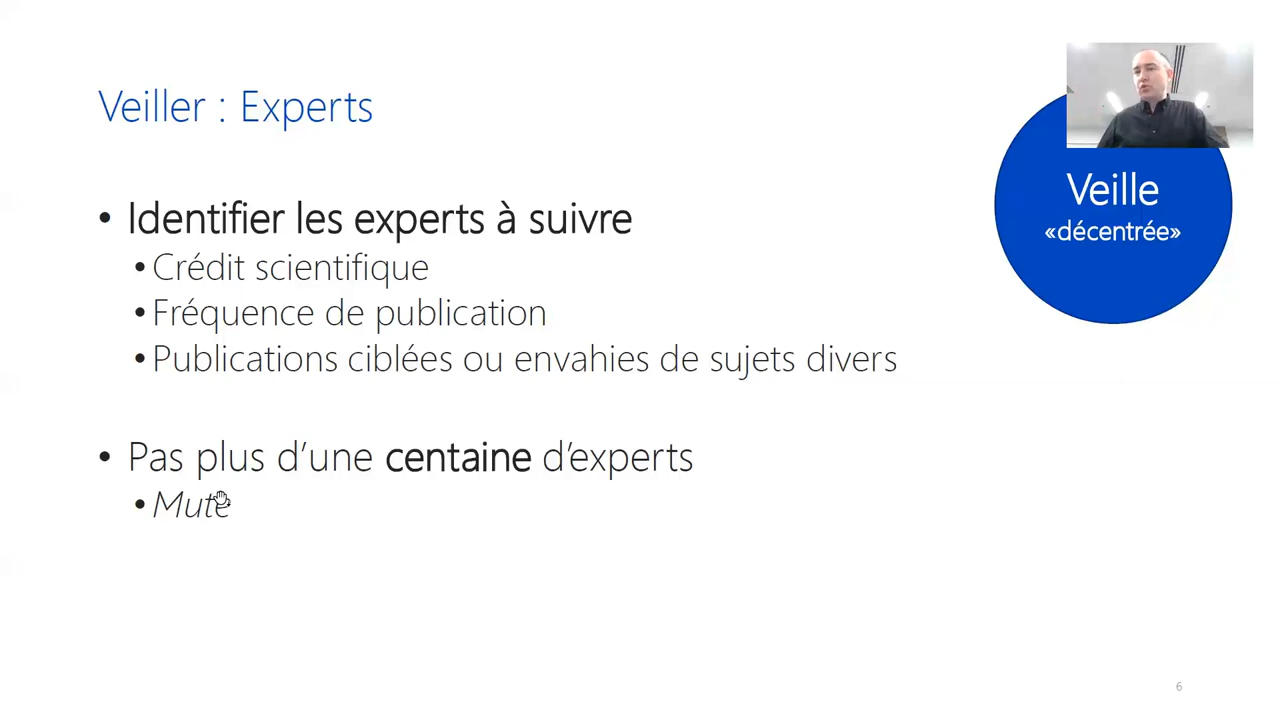 Veiller : Experts
• Identifier les experts à suivre
• Crédit scientifique
• Fréquence de publication
• Publications ciblées ou envahies de sujets divers
• Pas plus d’une centaine d’experts
• Mute
Veille
«décentrée»
6